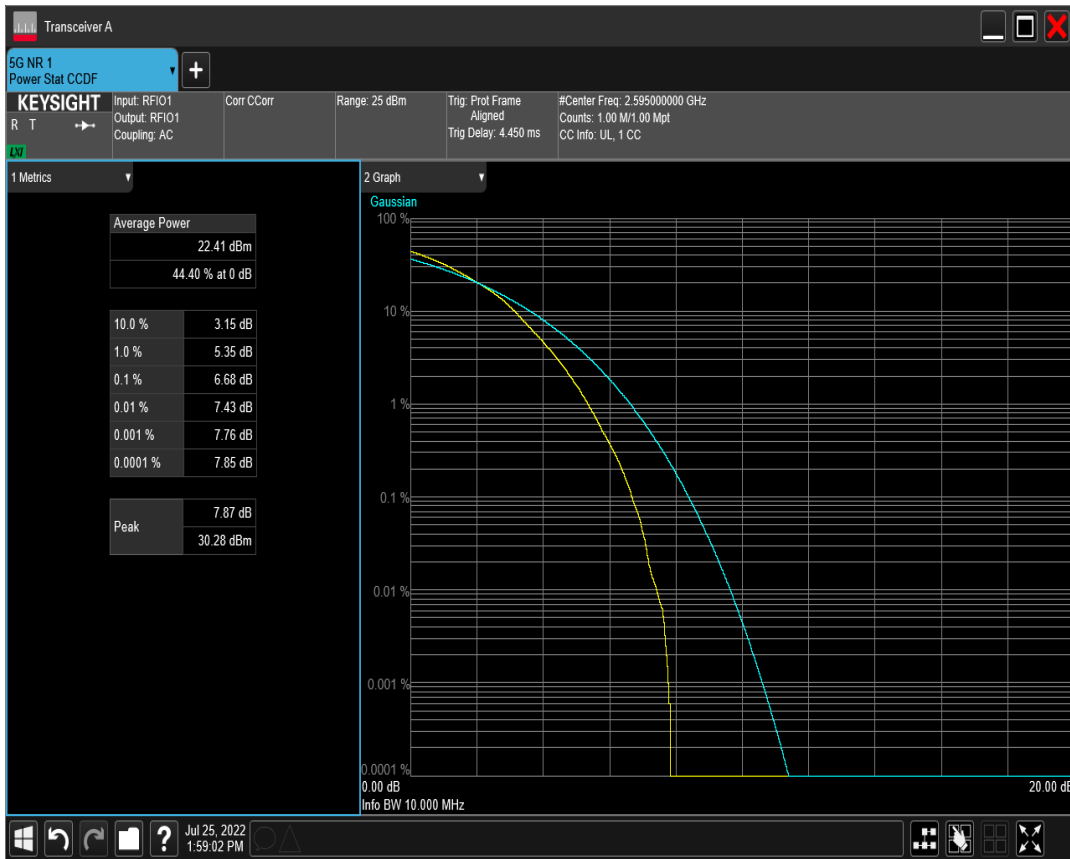 Transceiver A
5G NR 1
Power Stat CCDF
+
KEYSIGHT
R T
LXI
Input: RFIO1
Output: RFIO1
Coupling: AC
Corr CCorr
Range: 25 dBm
Trig: Prot Frame
Aligned
Trig Delay: 4.450 ms
#Center Freq: 2.595000000 GHz
Counts: 1.00 M/1.00 Mpt
CC Info: UL, 1 CC
1 Metrics
Average Power
22.41 dBm
44.40 % at 0 dB
10.0 % 3.15 dB
1.0 % 5.35 dB
0.1 % 6.68 dB
0.01 % 7.43 dB
0.001 % 7.76 dB
0.0001 % 7.85 dB
Peak
7.87 dB
30.28 dBm
2 Graph
Gaussian
100 %
10 %
1 %
0.1 %
0.01 %
0.001 %
0.0001 %
0.00 dB 20.00 dB
Info BW 10.000 MHz
?
Jul 25, 2022
1:59:02 PM